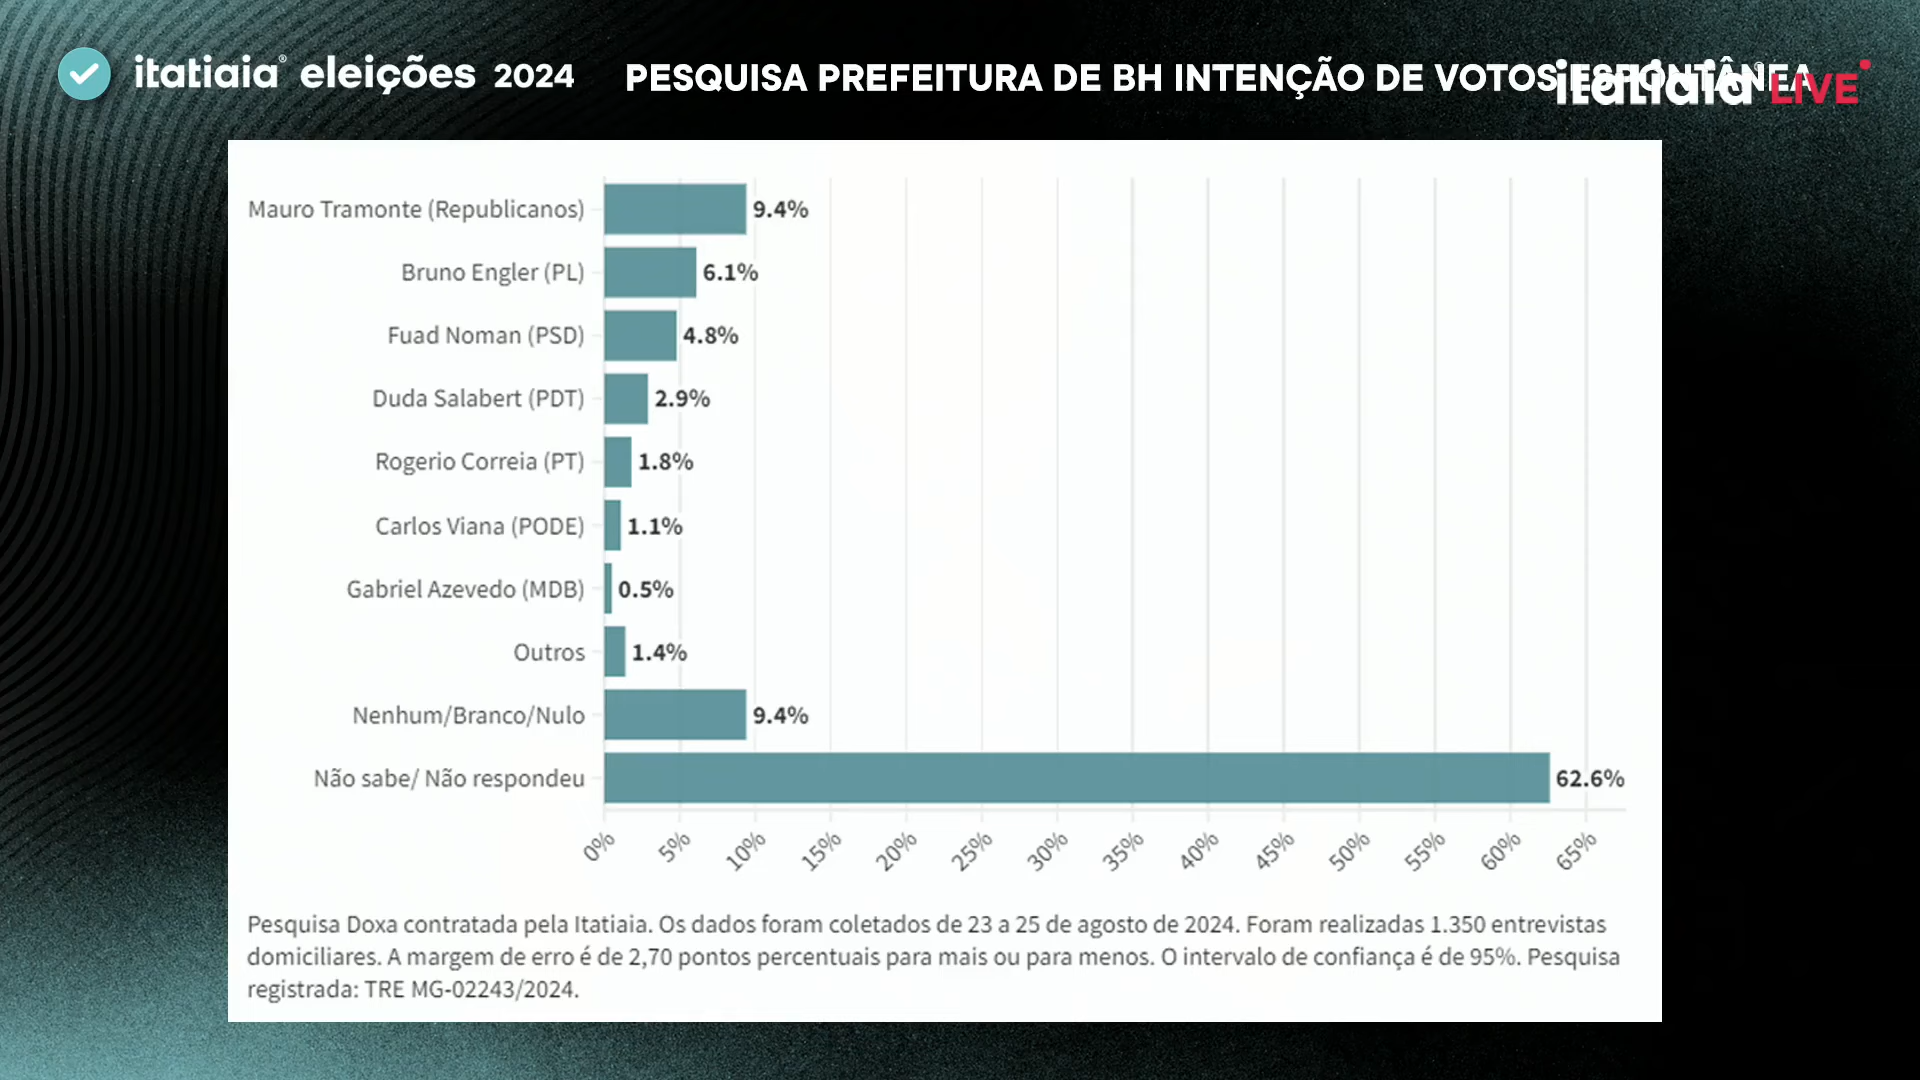 itatiaia® eleições 2024
PESQUISA PREFEITURA DE BH INTENÇÃO DE VOTOS ESPONTÂNEA
itatiaia® LIVE
Mauro Tramonte (Republicanos) 9.4%
Bruno Engler (PL) 6.1%
Fuad Noman (PSD) 4.8%
Duda Salabert (PDT) 2.9%
Rogerio Correia (PT) 1.8%
Carlos Viana (PODE) 1.1%
Gabriel Azevedo (MDB) 0.5%
Outros 1.4%
Nenhum/Branco/Nulo 9.4%
Não sabe/ Não respondeu 62.6%
0% 5% 10% 15% 20% 25% 30% 35% 40% 45% 50% 55% 60% 65%
Pesquisa Doxa contratada pela Itatiaia. Os dados foram coletados de 23 a 25 de agosto de 2024. Foram realizadas 1.350 entrevistas
domiciliares. A margem de erro é de 2,70 pontos percentuais para mais ou para menos. O intervalo de confiança é de 95%. Pesquisa
registrada: TRE MG-02243/2024.